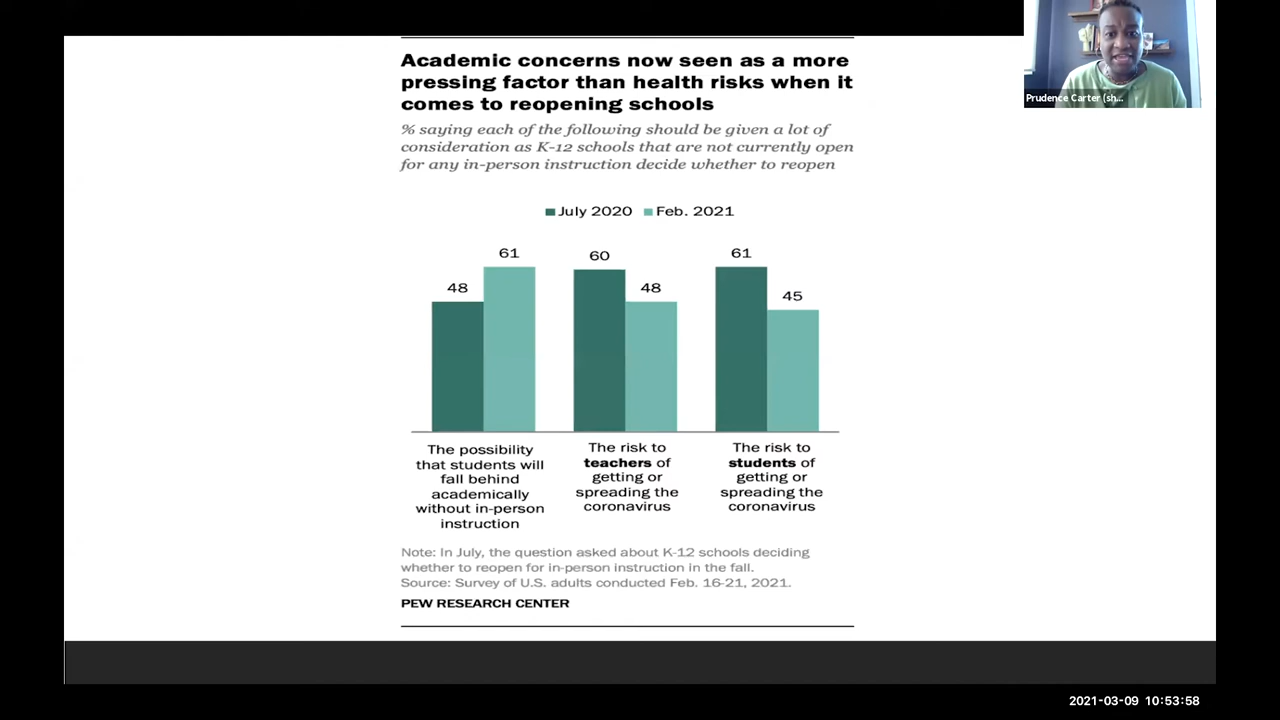 Academic concerns now seen as a more
pressing factor than health risks when it
comes to reopening schools
% saying each of the following should be given a lot of
consideration as K-12 schools that are not currently open
for any in-person instruction decide whether to reopen
July 2020 Feb. 2021
48 61 60 48 61 45
The possibility
that students will
fall behind
academically
without in-person
instruction
The risk to
teachers of
getting or
spreading the
coronavirus
The risk to
students of
getting or
spreading the
coronavirus
Note: In July, the question asked about K-12 schools deciding
whether to reopen for in-person instruction in the fall.
Source: Survey of U.S. adults conducted Feb. 16-21, 2021.
PEW RESEARCH CENTER
Prudence Carter (sh...
2021-03-09 10:53:58